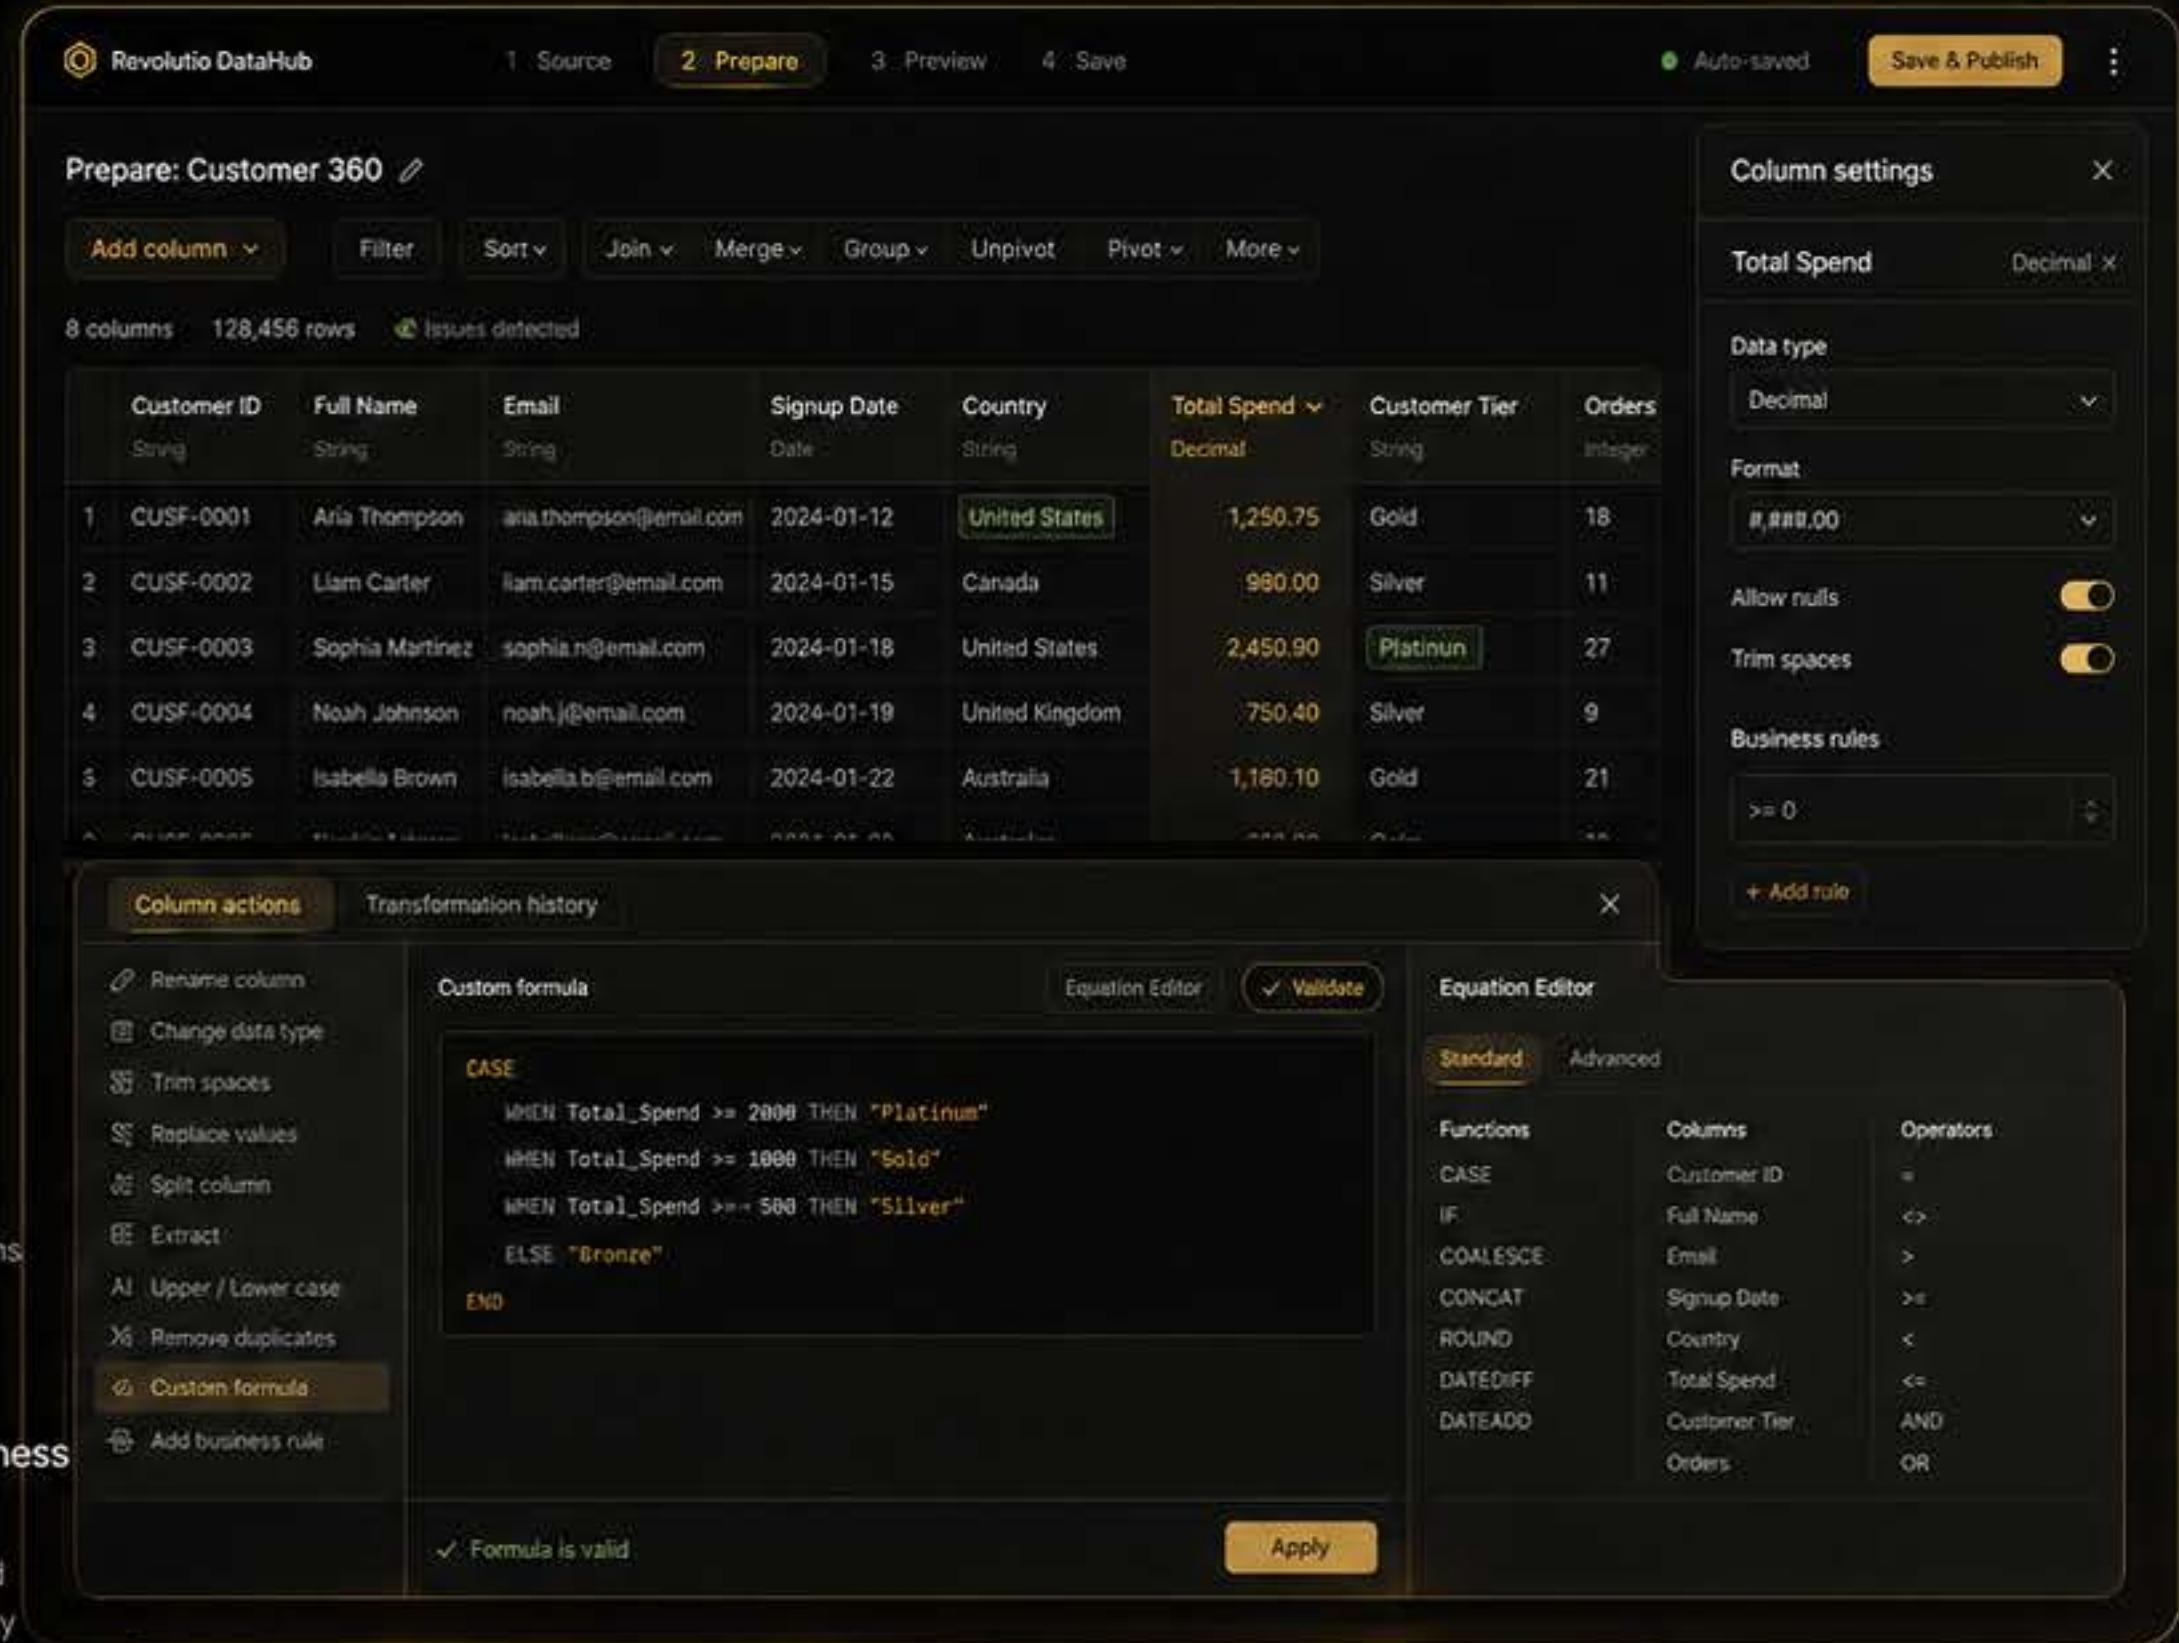 Revolutio DataHub
1 Source
2 Prepare
3 Preview
4 Save
Auto-saved
Save & Publish
Prepare: Customer 360
Add column
Filter
Sort
Join
Merge
Group
Unpivot
Pivot
More
8 columns 128,456 rows Issues detected
Customer ID Full Name Email Signup Date Country Total Spend Customer Tier Orders
String String String Date String Decimal String Integer
1 CUSF-0001 Aria Thompson aria.thompson@email.com 2024-01-12 United States 1,250.75 Gold 18
2 CUSF-0002 Liam Carter liam.carter@email.com 2024-01-15 Canada 980.00 Silver 11
3 CUSF-0003 Sophia Martinez sophia.n@email.com 2024-01-18 United States 2,450.90 Platinun 27
4 CUSF-0004 Noah Johnson noah.j@email.com 2024-01-19 United Kingdom 750.40 Silver 9
5 CUSF-0005 Isabella Brown isabella.b@email.com 2024-01-22 Australia 1,180.10 Gold 21
Column settings
Total Spend Decimal ×
Data type
Decimal
Format
#,###.00
Allow nulls
Trim spaces
Business rules
>= 0
+ Add rule
Column actions
Transformation history
Rename column
Change data type
Trim spaces
Replace values
Split column
Extract
AI Upper / Lower case
Remove duplicates
Custom formula
Add business rule
Custom formula
Equation Editor
Validate
CASE
WHEN Total_Spend >= 2000 THEN "Platinum"
WHEN Total_Spend >= 1000 THEN "Gold"
WHEN Total_Spend >= 500 THEN "Silver"
ELSE "Bronze"
END
Formula is valid
Apply
Equation Editor
Standard
Advanced
Functions Columns Operators
CASE Customer ID =
IF Full Name <>
COALESCE Email >
CONCAT Signup Date >=
ROUND Country <
DATEDIFF Total Spend <=
DATEADD Customer Tier AND
Orders OR